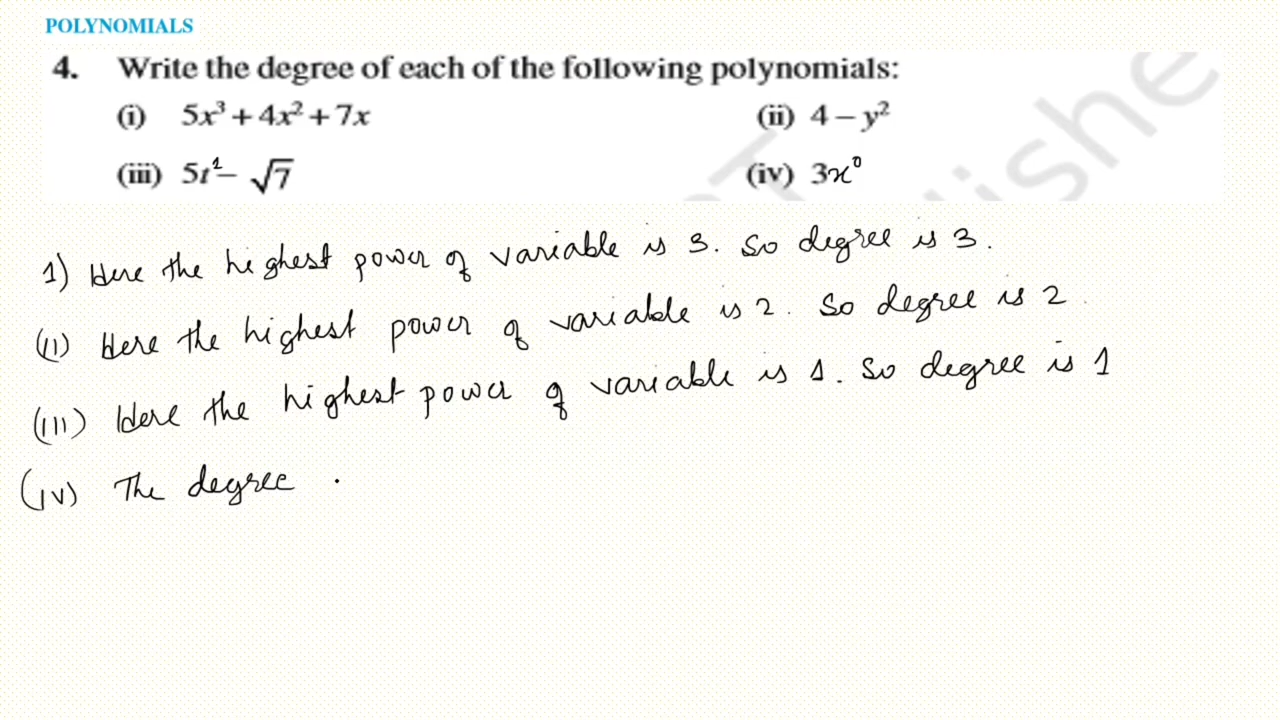 POLYNOMIALS
4. Write the degree of each of the following polynomials:
(i) 5x³ + 4x² + 7x (ii) 4 – y²
(iii) 5t¹ – √7 (iv) 3x⁰
1) Here the highest power of variable is 3. So degree is 3.
(ii) Here the highest power of variable is 2. So degree is 2.
(iii) Here the highest power of variable is 1. So degree is 1
(iv) The degree